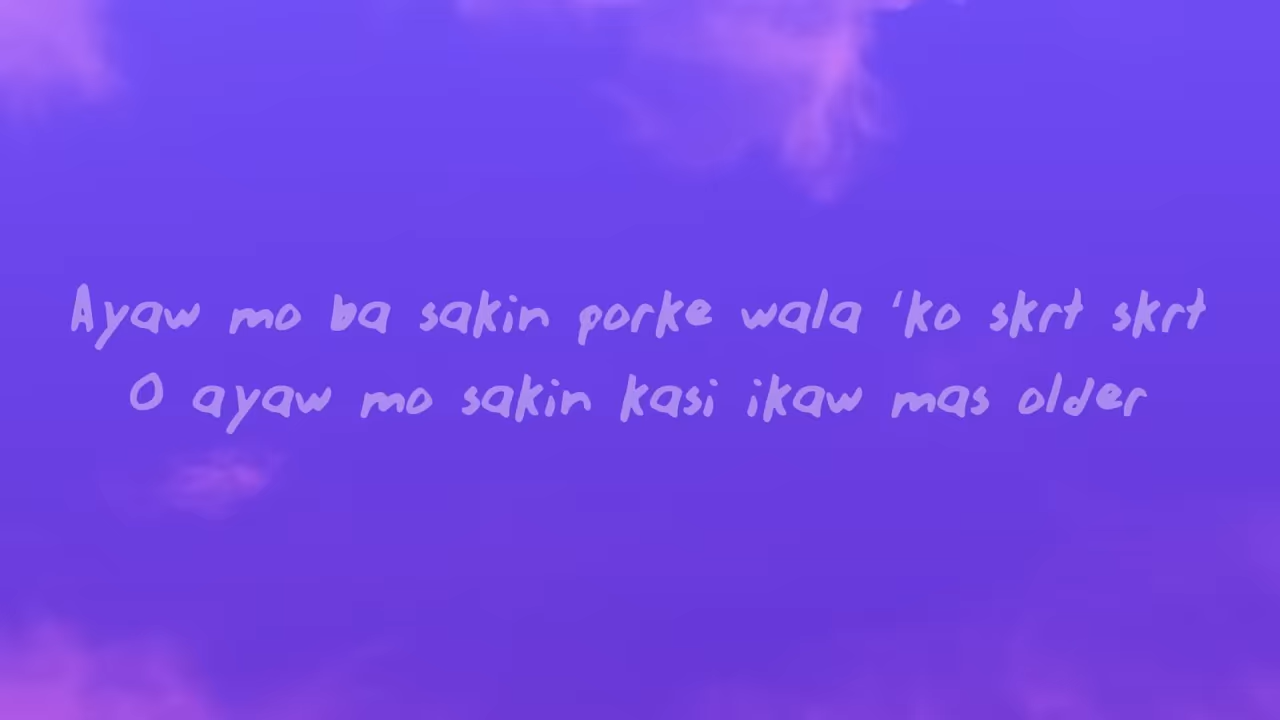 Ayaw mo ba sakin porke wala ‘ko skrt skrt
O ayaw mo sakin kasi ikaw mas older